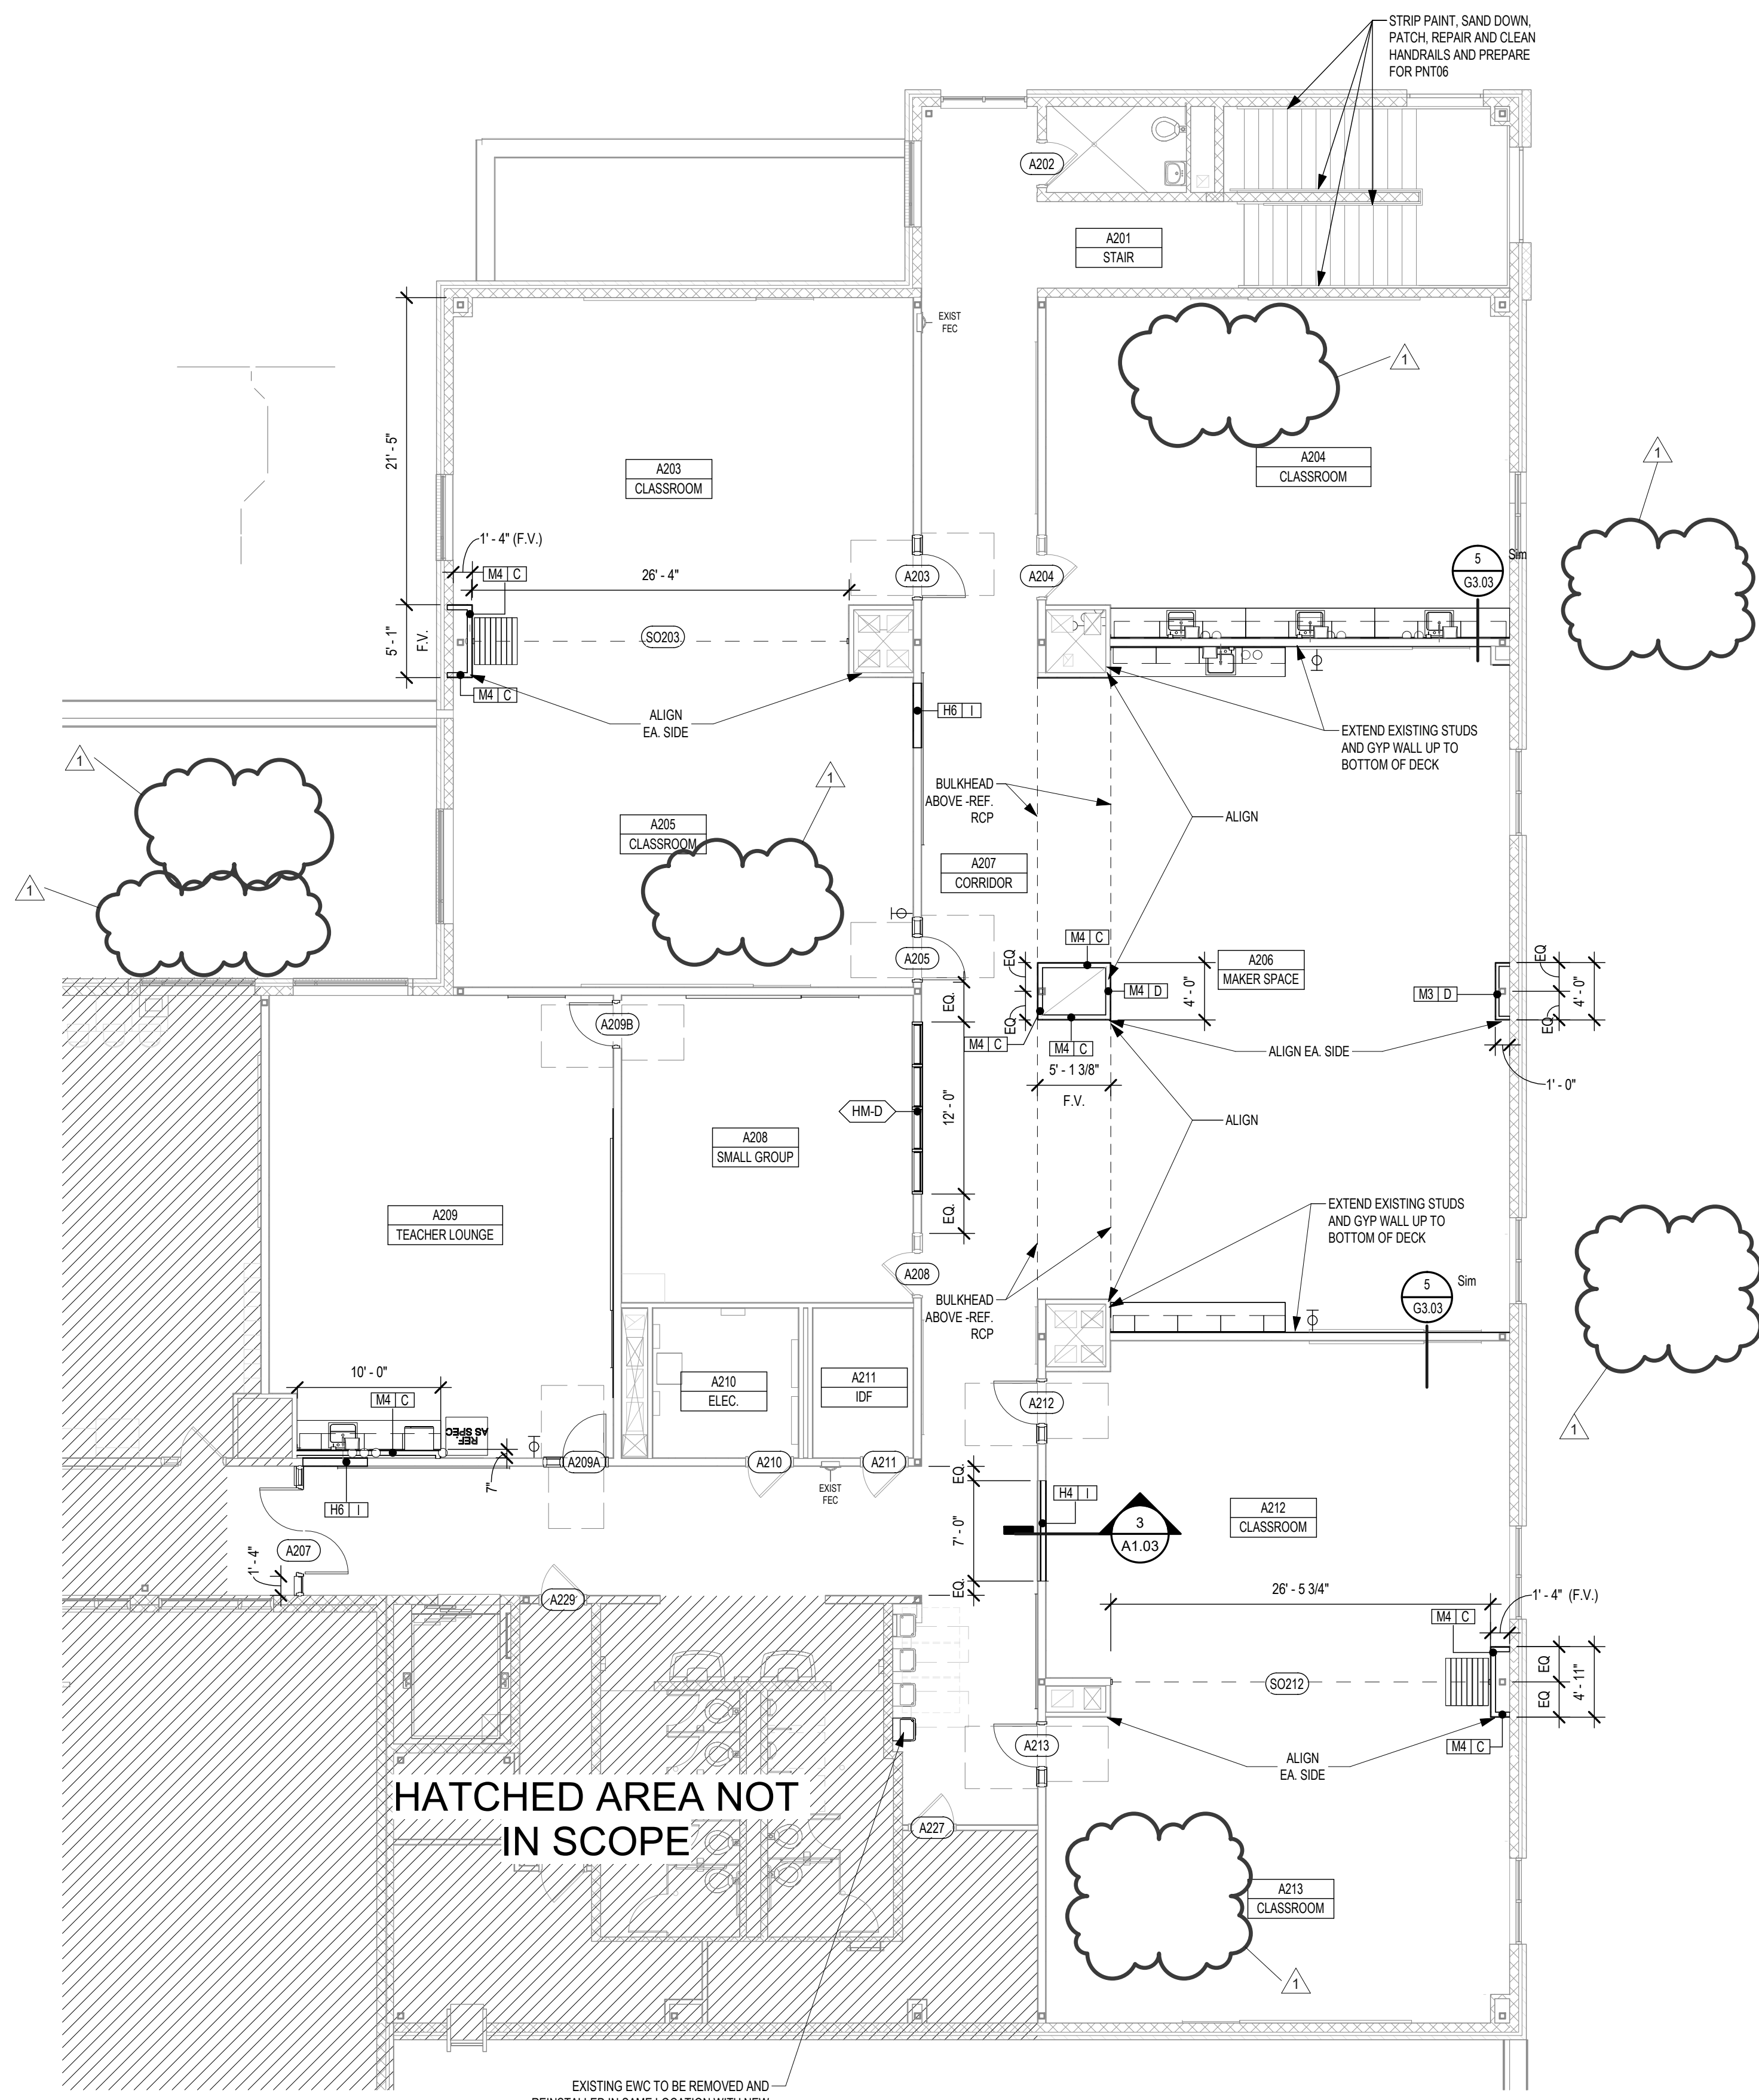 STRIP PAINT, SAND DOWN,
PATCH, REPAIR AND CLEAN
HANDRAILS AND PREPARE
FOR PNT06
A202
A201
STAIR
EXIST
FEC
1
A203
CLASSROOM
A204
CLASSROOM
21' - 5"
1
1' - 4" (F.V.)
M4 C
26' - 4"
A203
A204
5
G3.03
Sim
5' - 1"
F.V.
SO203
M4 C
ALIGN
EA. SIDE
H6 I
EXTEND EXISTING STUDS
AND GYP WALL UP TO
BOTTOM OF DECK
1
1
BULKHEAD
ABOVE -REF.
RCP
ALIGN
A205
CLASSROOM
A207
CORRIDOR
1
A205
M4 C
EQ
EQ
M4 D
4' - 0"
A206
MAKER SPACE
M3 D
EQ
EQ
4' - 0"
EQ.
A209B
M4 C
M4 C
5' - 1 3/8"
F.V.
ALIGN EA. SIDE
1' - 0"
HM-D
12' - 0"
ALIGN
A208
SMALL GROUP
A209
TEACHER LOUNGE
EQ.
EXTEND EXISTING STUDS
AND GYP WALL UP TO
BOTTOM OF DECK
A208
5
G3.03
Sim
BULKHEAD
ABOVE -REF.
RCP
10' - 0"
M4 C
REF.
AS SPEC
A210
ELEC.
A211
IDF
A212
1
7"
A209A
A210
EXIST
FEC
A211
EQ.
H6 I
H4 I
7' - 0"
3
A1.03
A212
CLASSROOM
A207
1' - 4"
EQ.
A229
26' - 5 3/4"
1' - 4" (F.V.)
M4 C
SO212
EQ
EQ
4' - 11"
M4 C
A213
ALIGN
EA. SIDE
HATCHED AREA NOT
IN SCOPE
A227
A213
CLASSROOM
1
EXISTING EWC TO BE REMOVED AND
REINSTALLED IN SAME LOCATION WITH NEW